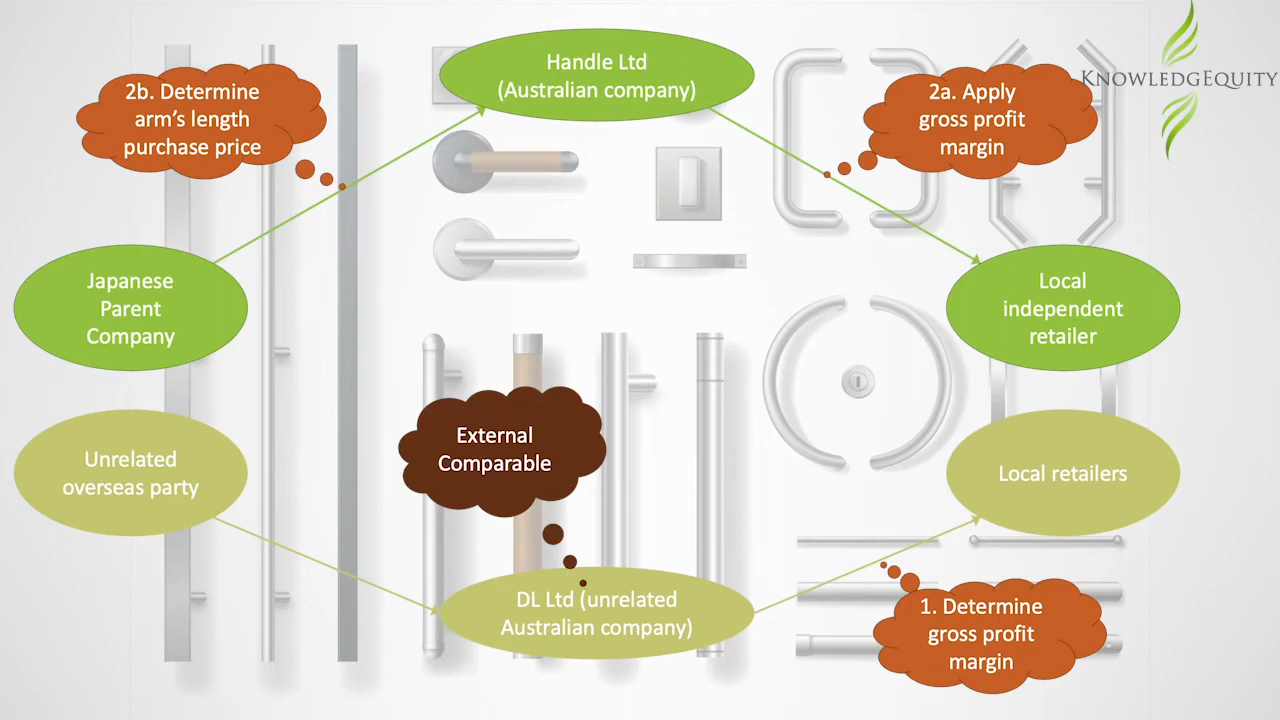 Handle Ltd
(Australian company)
KNOWLEDGEQUITY
2b. Determine
arm's length
purchase price
2a. Apply
gross profit
margin
Japanese
Parent
Company
Local
independent
retailer
External
Comparable
Unrelated
overseas party
Local retailers
DL Ltd (unrelated
Australian company)
1. Determine
gross profit
margin